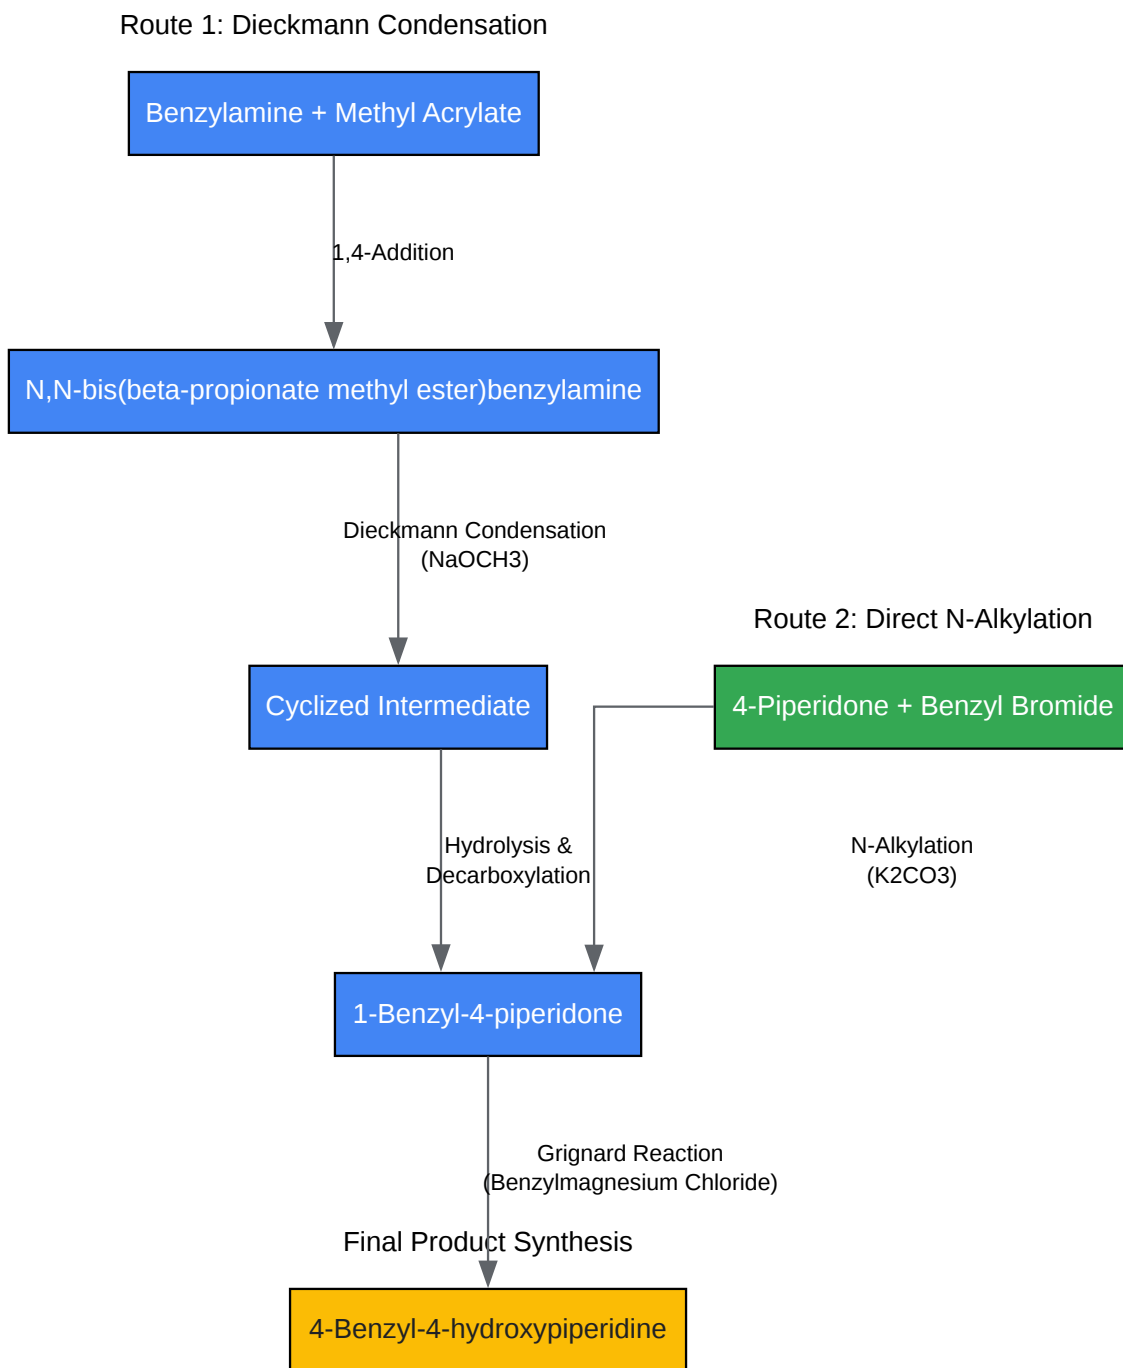 Route 1: Dieckmann Condensation
Benzylamine + Methyl Acrylate
1,4-Addition
N,N-bis(beta-propionate methyl ester)benzylamine
Dieckmann Condensation
(NaOCH3)
Route 2: Direct N-Alkylation
Cyclized Intermediate
4-Piperidone + Benzyl Bromide
Hydrolysis &
Decarboxylation
N-Alkylation
(K2CO3)
1-Benzyl-4-piperidone
Grignard Reaction
(Benzylmagnesium Chloride)
Final Product Synthesis
4-Benzyl-4-hydroxypiperidine